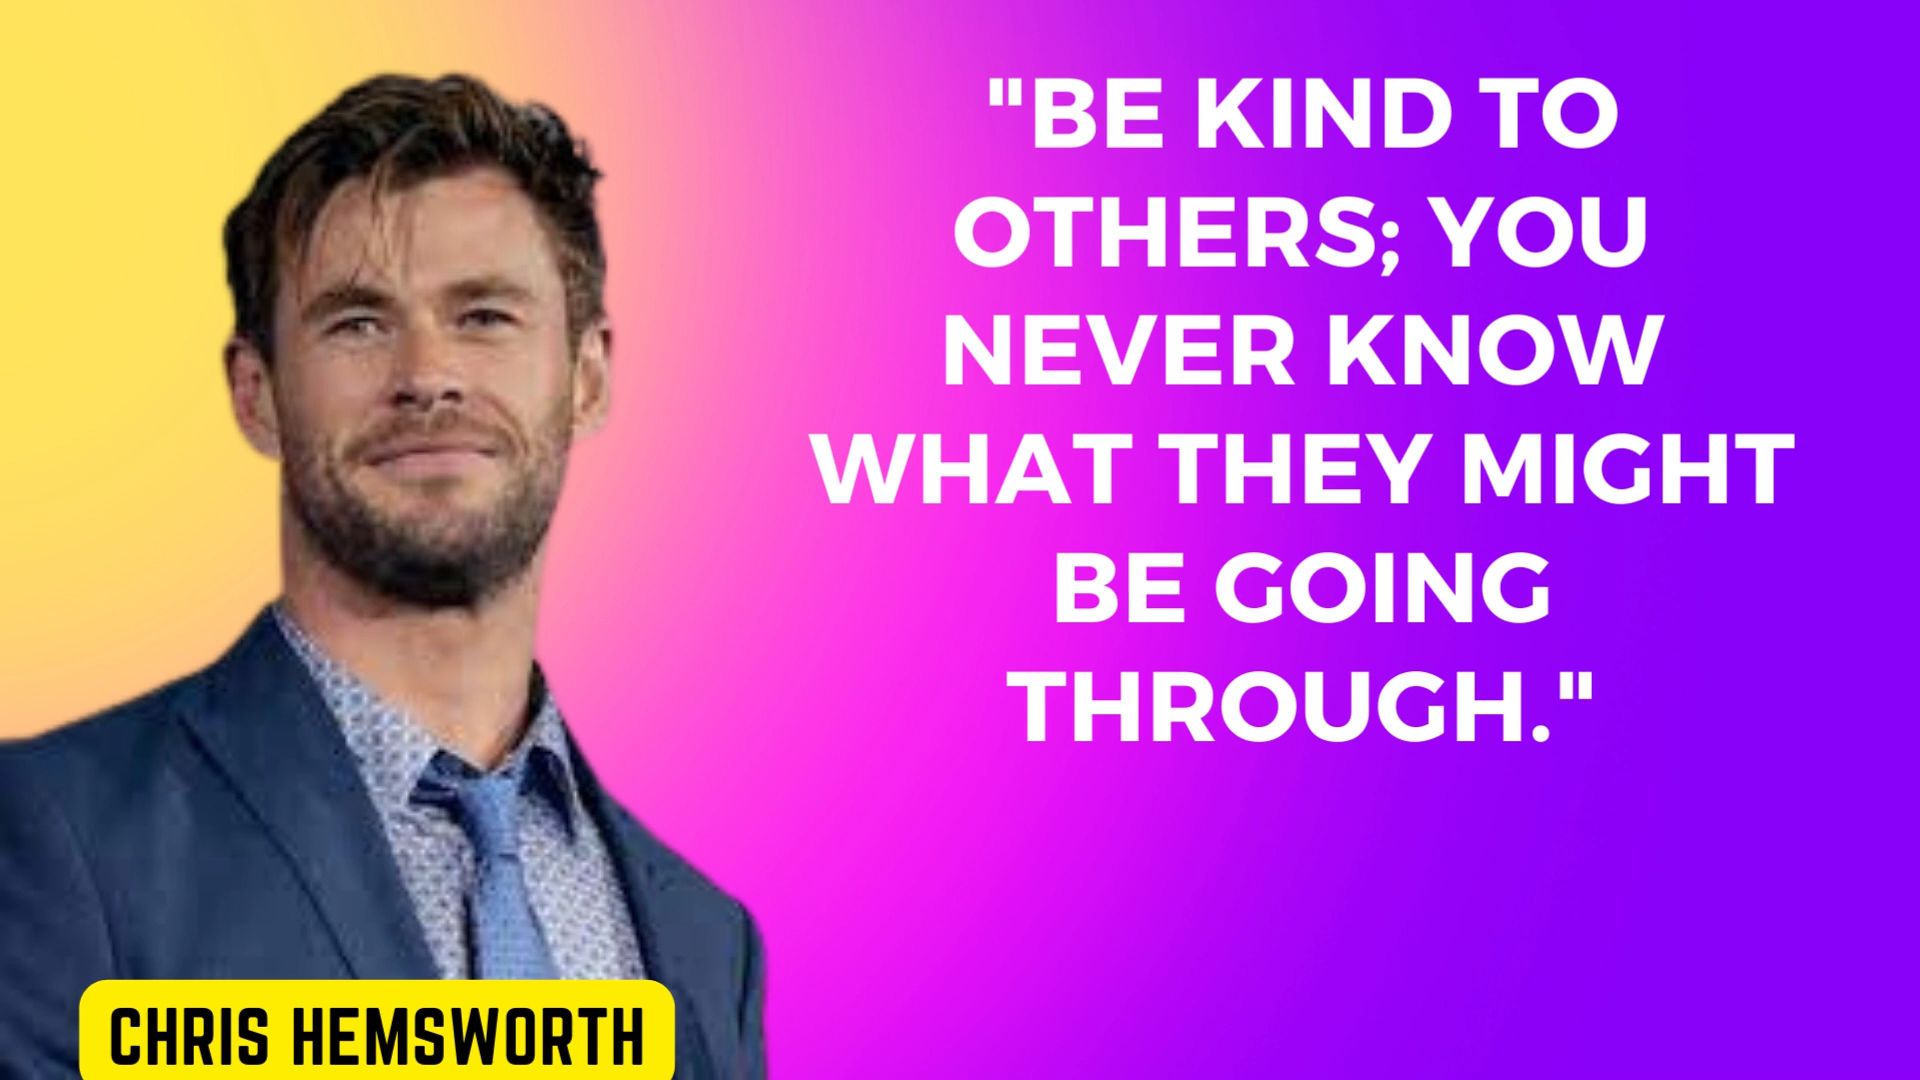 "BE KIND TO
OTHERS; YOU
NEVER KNOW
WHAT THEY MIGHT
BE GOING
THROUGH."
CHRIS HEMSWORTH